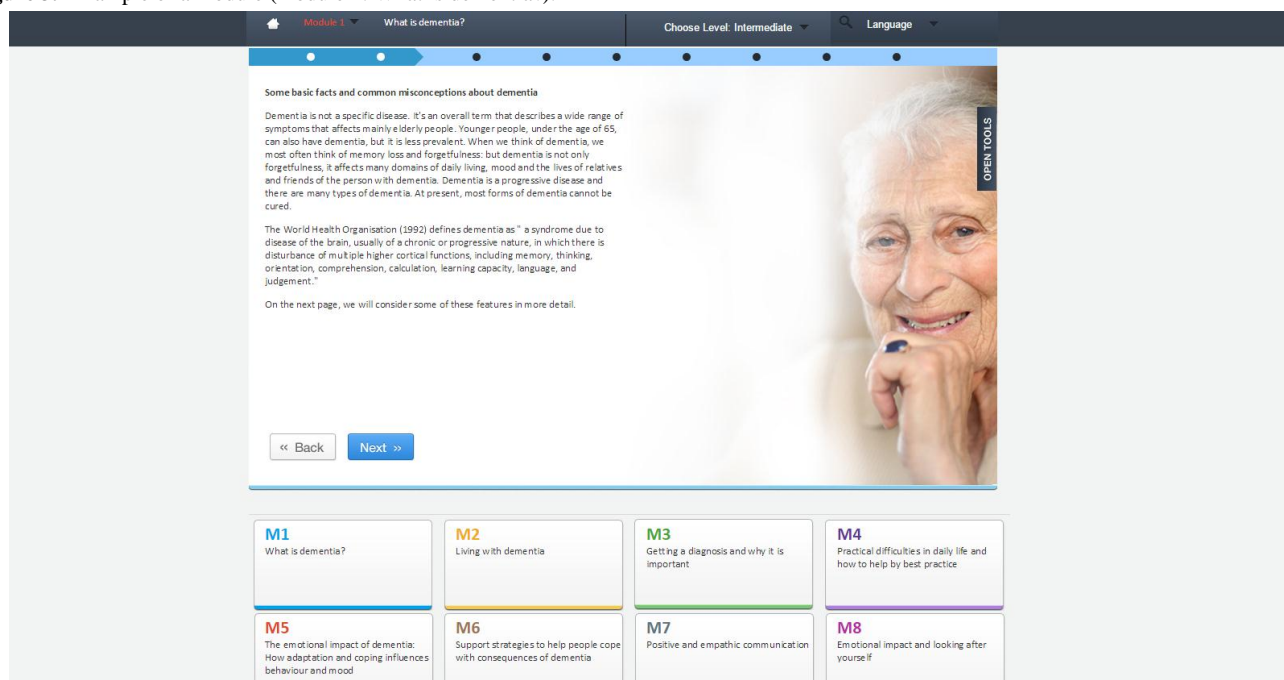 Module 1 What is dementia? Choose Level: Intermediate Language
Some basic facts and common misconceptions about dementia
Dementia is not a specific disease. It's an overall term that describes a wide range of
symptoms that affects mainly elderly people. Younger people, under the age of 65,
can also have dementia, but it is less prevalent. When we think of dementia, we
most often think of memory loss and forgetfulness: but dementia is not only
forgetfulness, it affects many domains of daily living, mood and the lives of relatives
and friends of the person with dementia. Dementia is a progressive disease and
there are many types of dementia. At present, most forms of dementia cannot be
cured.
The World Health Organisation (1992) defines dementia as " a syndrome due to
disease of the brain, usually of a chronic or progressive nature, in which there is
disturbance of multiple higher cortical functions, including memory, thinking,
orientation, comprehension, calculation, learning capacity, language, and
judgement."
On the next page, we will consider some of these features in more detail.
OPEN TOOLS
« Back
Next »
M1
What is dementia?
M2
Living with dementia
M3
Getting a diagnosis and why it is
important
M4
Practical difficulties in daily life and
how to help by best practice
M5
The emotional impact of dementia:
How adaptation and coping influences
behaviour and mood
M6
Support strategies to help people cope
with consequences of dementia
M7
Positive and empathic communication
M8
Emotional impact and looking after
yourself